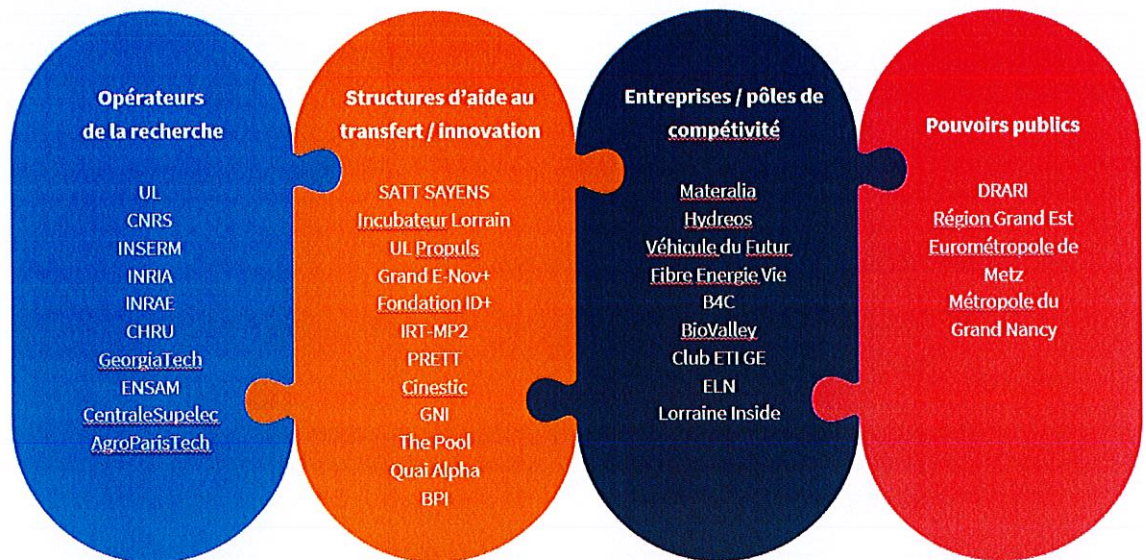 Opérateurs
de la recherche
UL
CNRS
INSERM
INRIA
INRAE
CHRU
GeorgiaTech
ENSAM
CentraleSupelec
AgroParisTech
Structures d'aide au
transfert / innovation
SATT SAYENS
Incubateur Lorrain
UL Propuls
Grand E-Nov+
Fondation ID+
IRT-MP2
PRETT
Cinestic
GNI
The Pool
Quai Alpha
BPI
Entreprises / pôles de
compétivité
Materalia
Hydreos
Véhicule du Futur
Fibre Energie Vie
B4C
BioValley
Club ETI GE
ELN
Lorraine Inside
Pouvoirs publics
DRARI
Région Grand Est
Eurométropole de
Metz
Métropole du
Grand Nancy